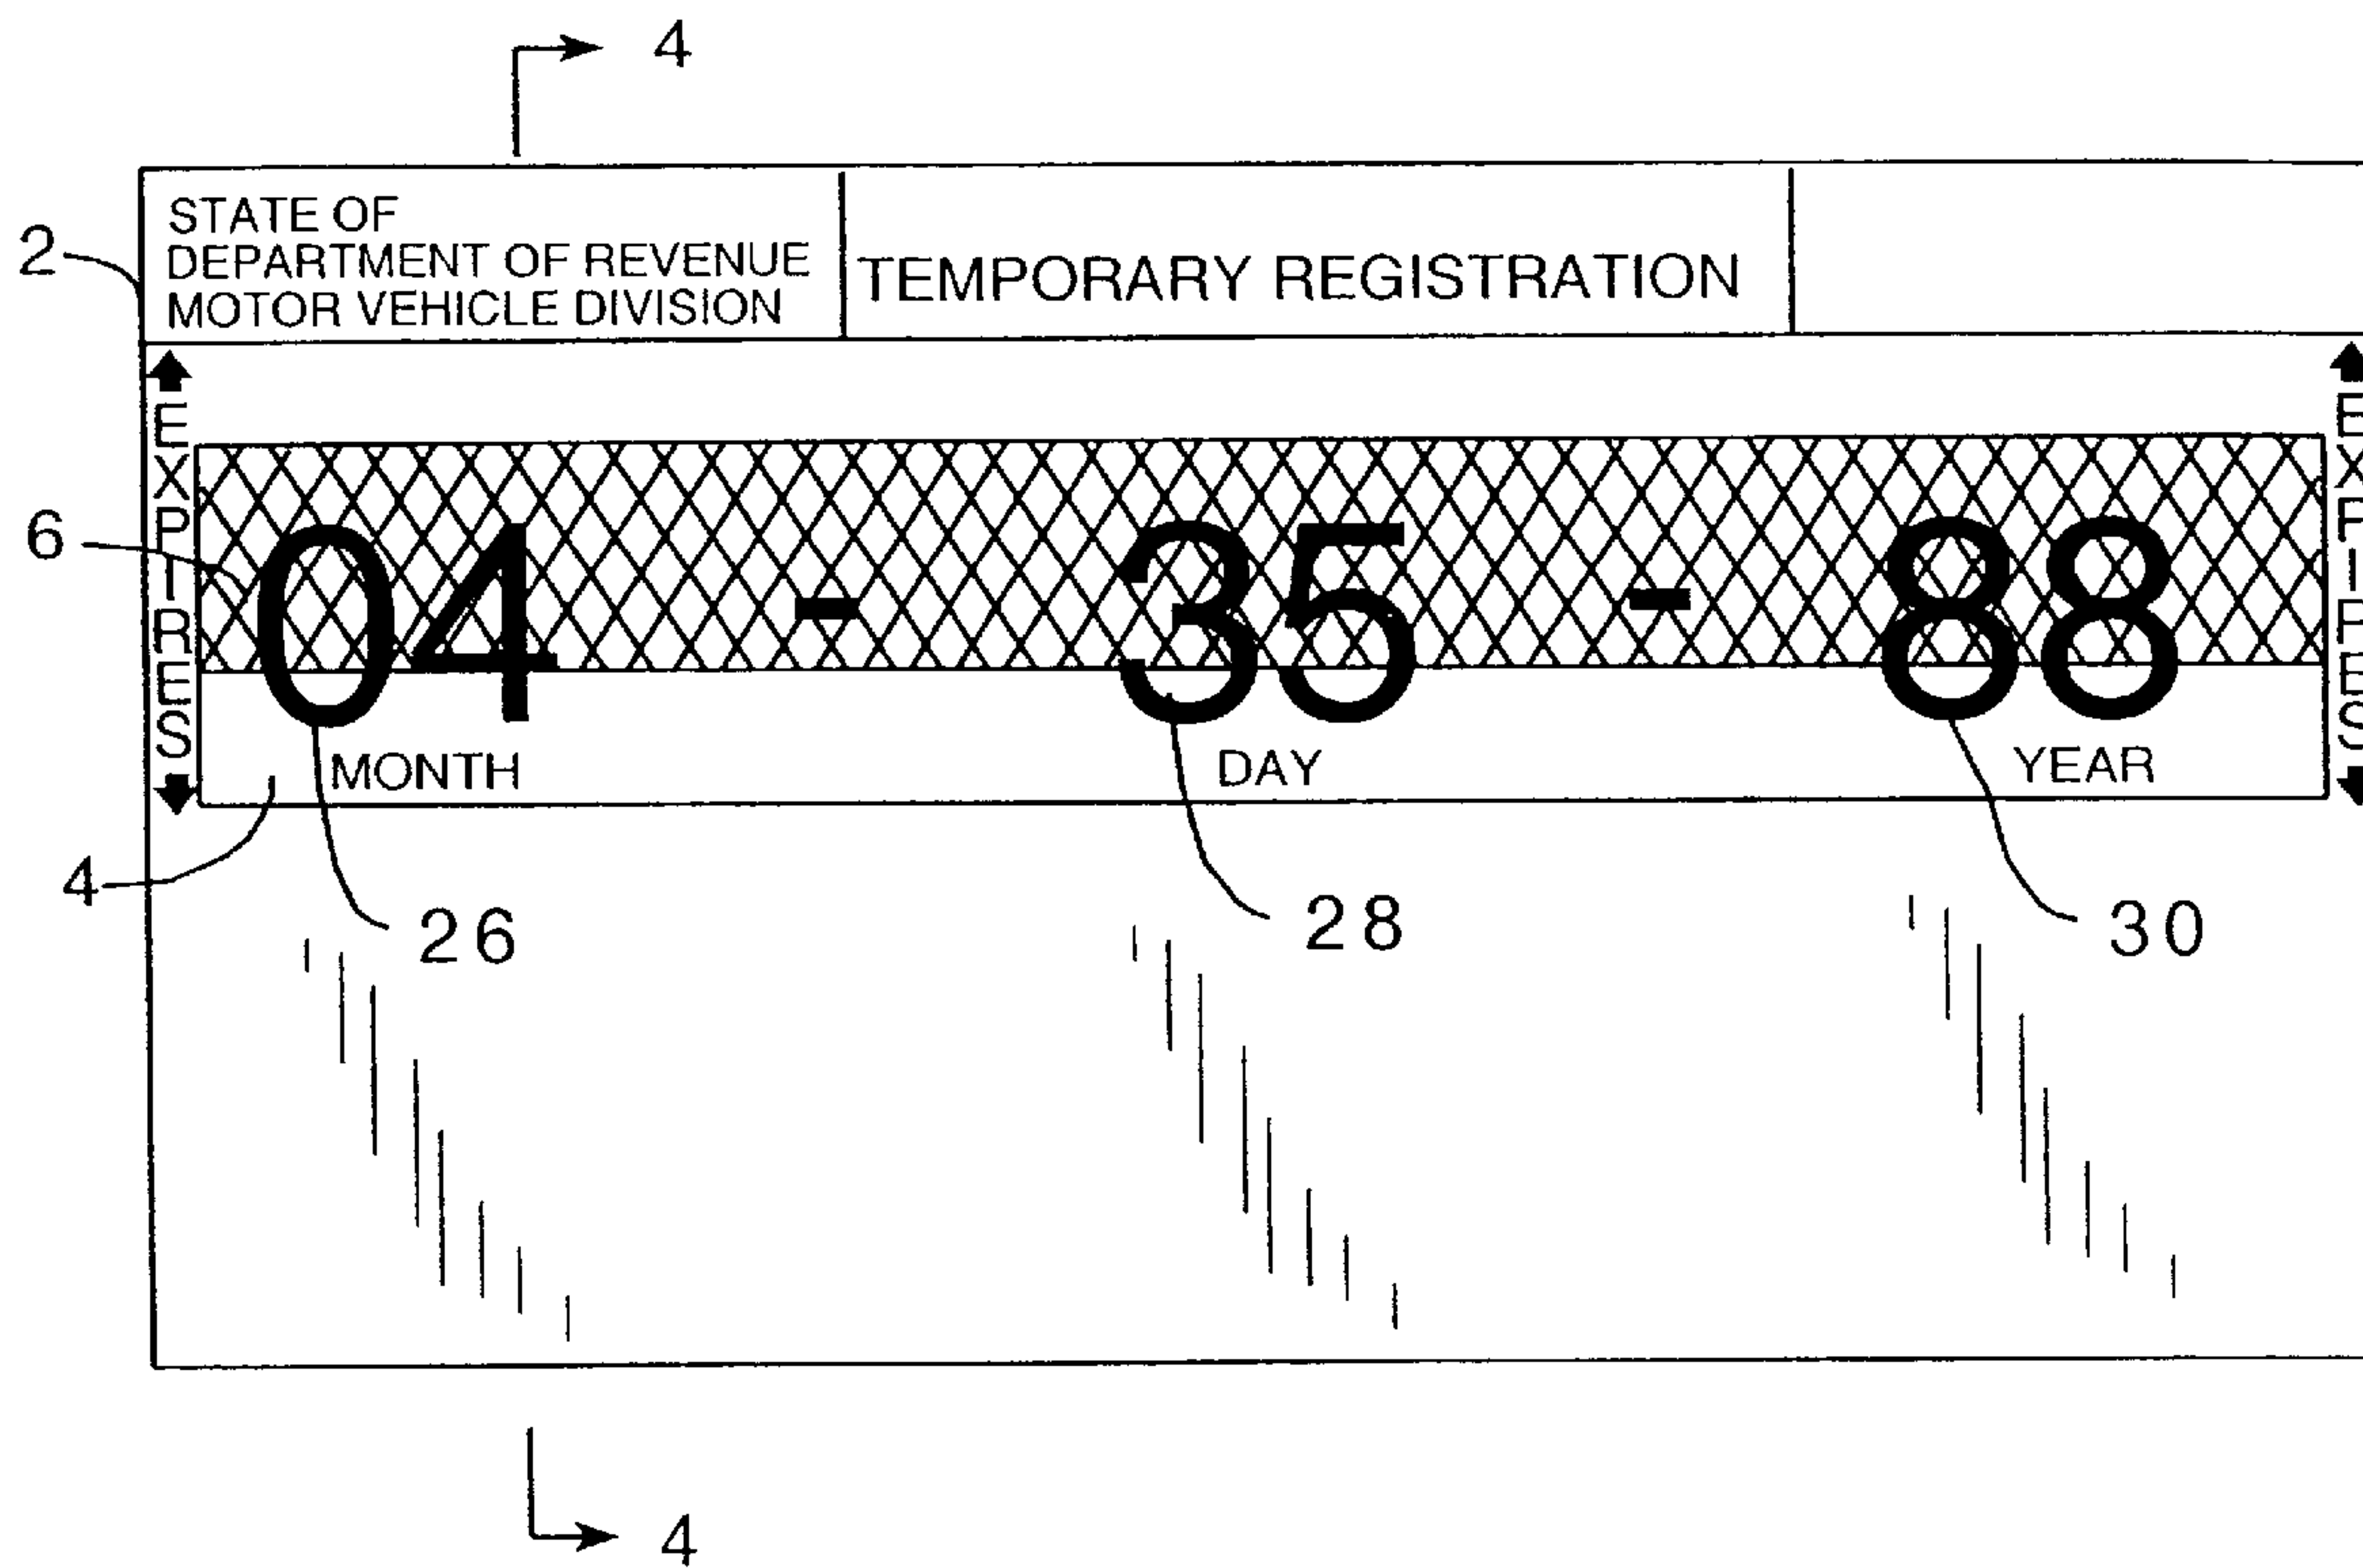 4
STATE OF
DEPARTMENT OF REVENUE
MOTOR VEHICLE DIVISION
TEMPORARY REGISTRATION
2
EXPIRES
EXPIRES
6
04 - 35 - 88
MONTH DAY YEAR
4
26 28 30
4